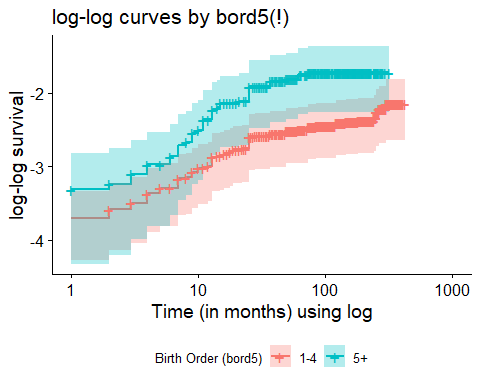 log-log curves by bord5(!)
log-log survival
-2
-3
-4
1 10 100 1000
Time (in months) using log
Birth Order (bord5) 1-4 5+